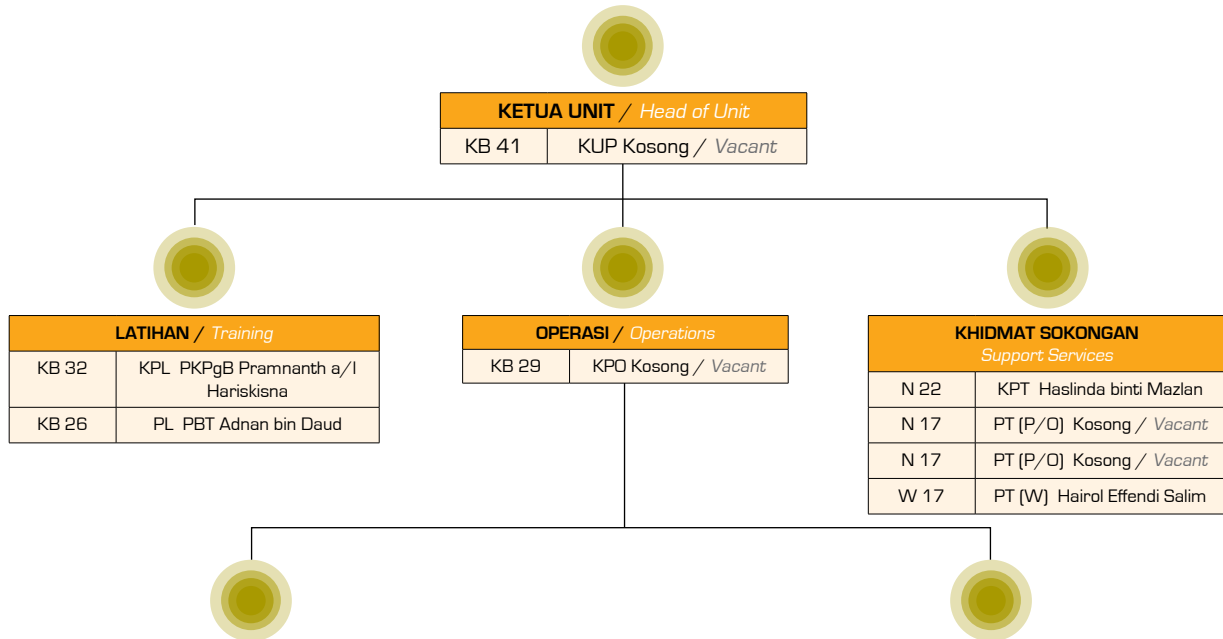 KETUA UNIT / Head of Unit
KB 41 KUP Kosong / Vacant
LATIHAN / Training
KB 32 KPL PKPgB Pramnanth a/l
Hariskisna
KB 26 PL PBT Adnan bin Daud
OPERASI / Operations
KB 29 KPO Kosong / Vacant
KHIDMAT SOKONGAN
Support Services
N 22 KPT Haslinda binti Mazlan
N 17 PT (P/O) Kosong / Vacant
N 17 PT (P/O) Kosong / Vacant
W 17 PT (W) Hairol Effendi Salim